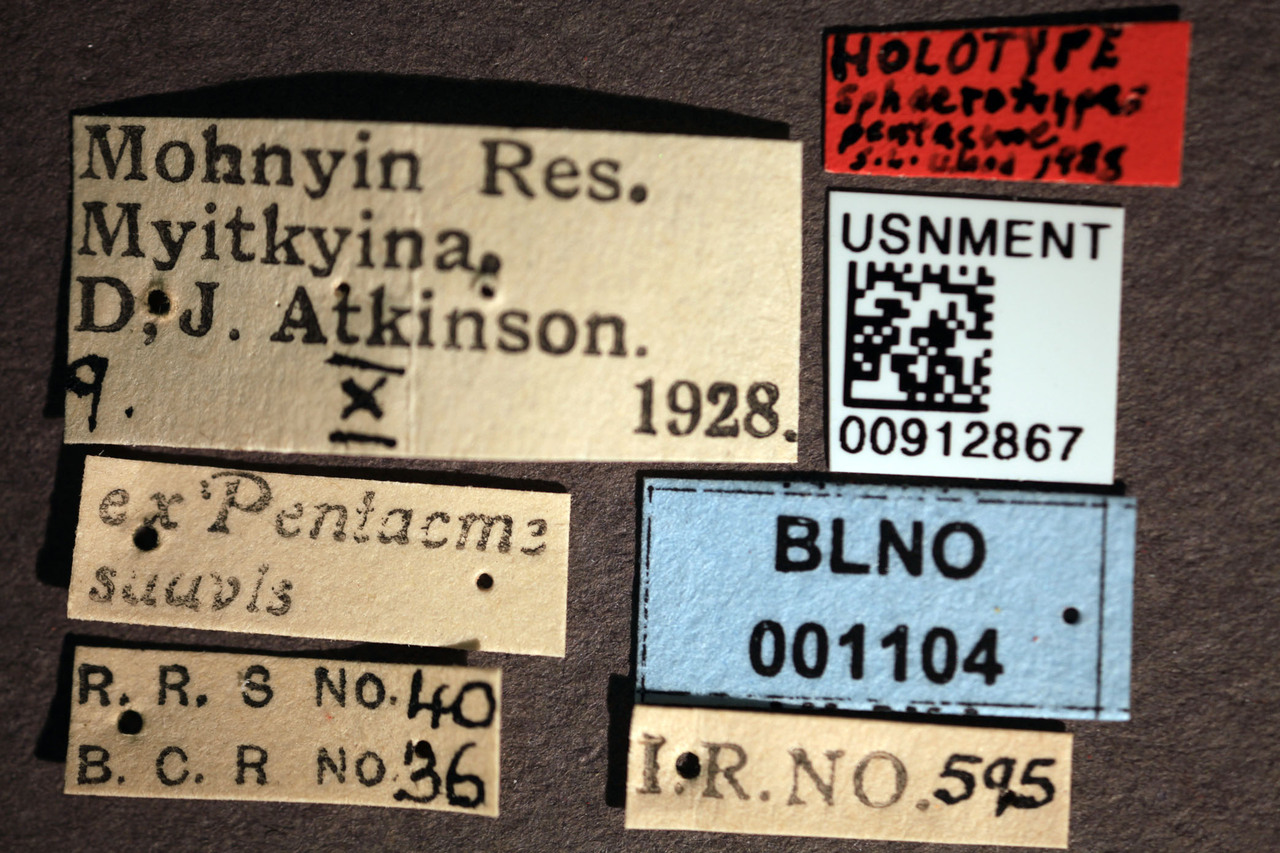 Mohnyin Res.
Myitkyina.
D. J. Atkinson.
9. IX 1928.
ex Pentacme
suavis
R. R. S NO. 40
B. C. R NO. 36
HOLOTYPE
Sphaerotrypes
pentacme
S.L. 1985
USNMENT
00912867
BLNO
001104
I.R.NO. 595